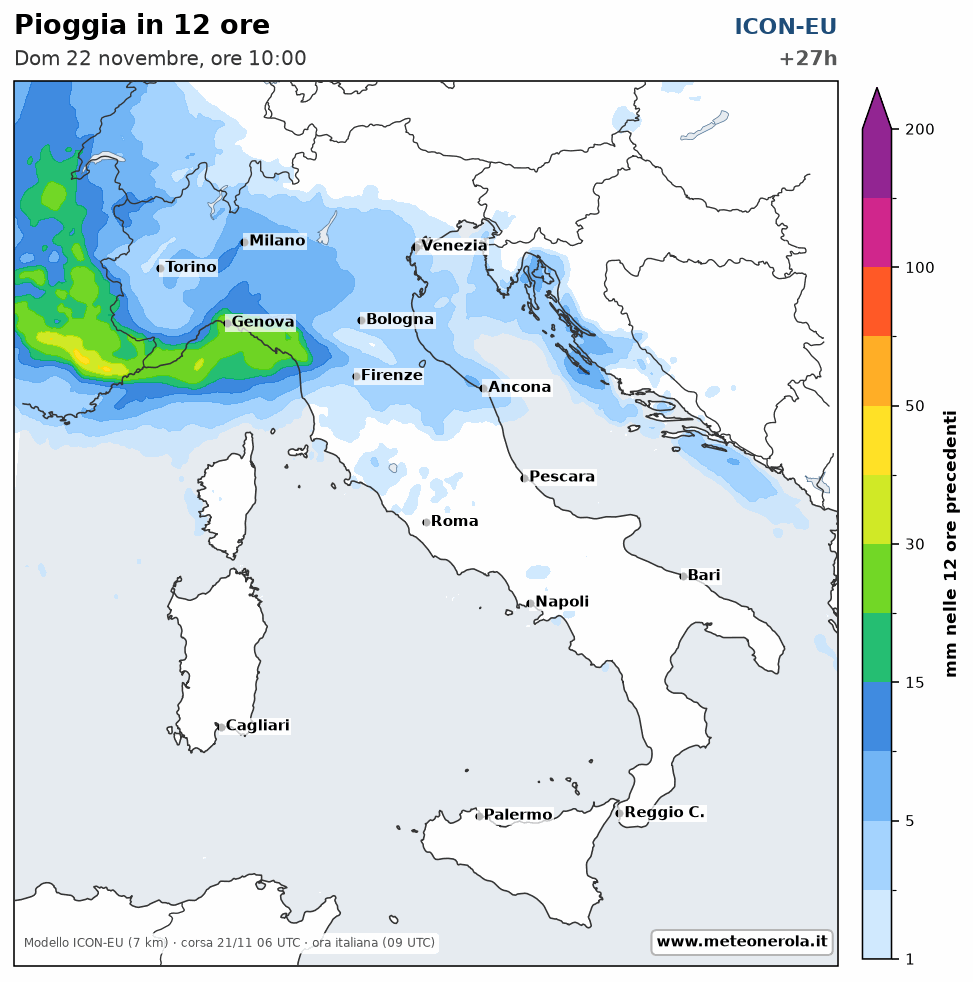 Pioggia in 12 ore
ICON-EU
Dom 22 novembre, ore 10:00
+27h
200
100
50
30
15
5
1
mm nelle 12 ore precedenti
Milano
Venezia
Torino
Genova
Bologna
Firenze
Ancona
Pescara
Roma
Bari
Napoli
Cagliari
Palermo
Reggio C.
Modello ICON-EU (7 km) · corsa 21/11 06 UTC · ora italiana (09 UTC)
www.meteonerola.it